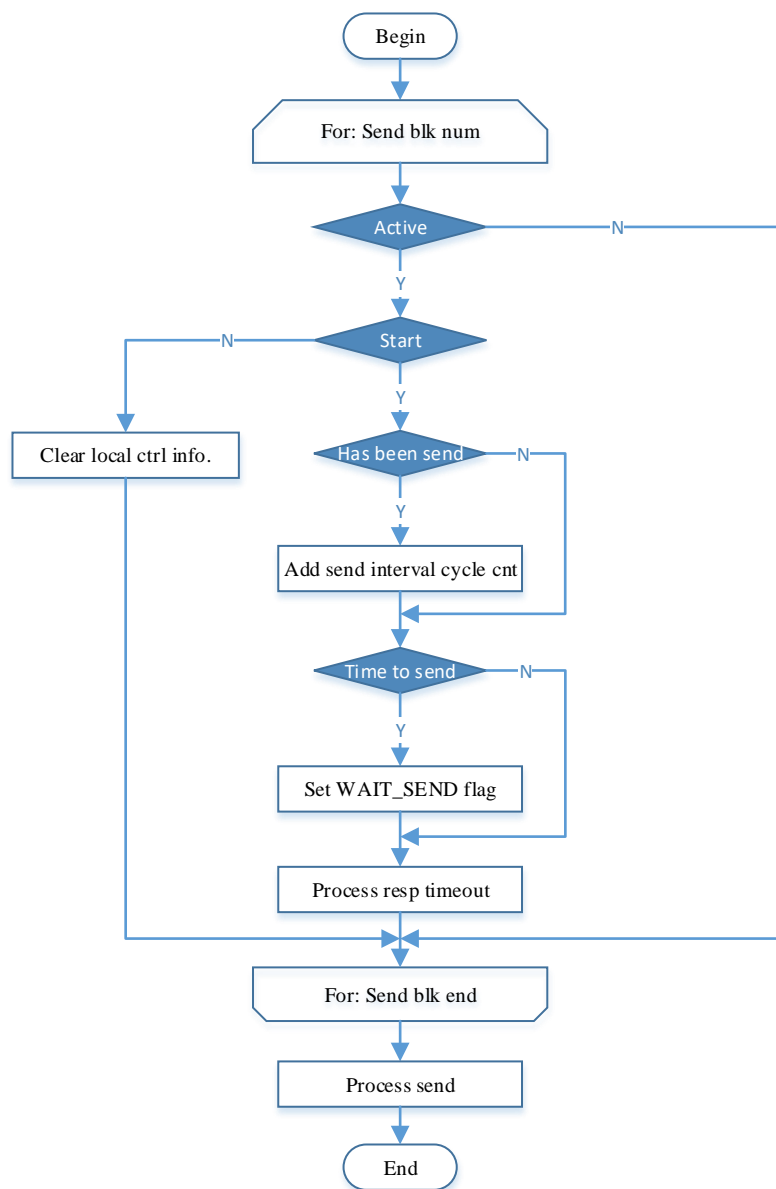 Begin
For: Send blk num
Active
N
Y
Start
N
Y
Clear local ctrl info.
Has been send
N
Y
Add send interval cycle cnt
Time to send
N
Y
Set WAIT_SEND flag
Process resp timeout
For: Send blk end
Process send
End